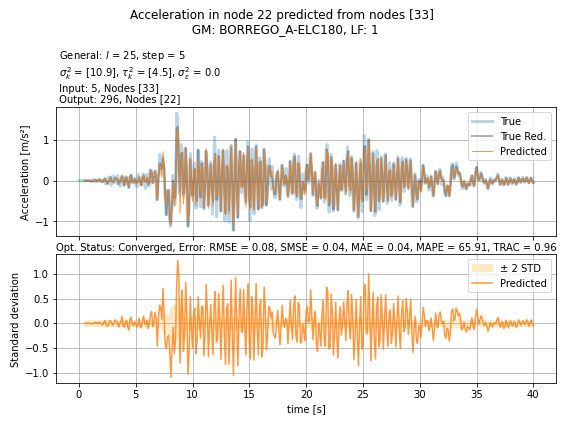 Acceleration in node 22 predicted from nodes [33]
GM: BORREGO_A-ELC180, LF: 1
General: l = 25, step = 5
σ²ₖ = [10.9], τ²ₖ = [4.5], σ²ε = 0.0
Input: 5, Nodes [33]
Output: 296, Nodes [22]
Acceleration [m/s²]
1
0
−1
True
True Red.
Predicted
Opt. Status: Converged, Error: RMSE = 0.08, SMSE = 0.04, MAE = 0.04, MAPE = 65.91, TRAC = 0.96
Standard deviation
1.0
0.5
0.0
−0.5
−1.0
± 2 STD
Predicted
0 5 10 15 20 25 30 35 40
time [s]